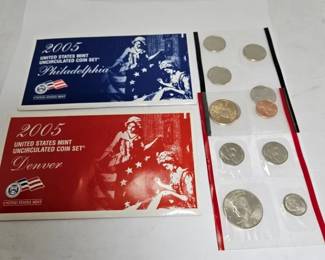 2005
UNITED STATES MINT
UNCIRCULATED COIN SET
Philadelphia
2005
UNITED STATES MINT
UNCIRCULATED COIN SET
Denver